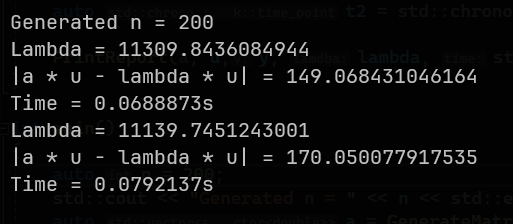 Generated n = 200
Lambda = 11309.8436084944
|a * u - lambda * u| = 149.068431046164
Time = 0.0688873s
Lambda = 11139.7451243001
|a * u - lambda * u| = 170.050077917535
Time = 0.0792137s